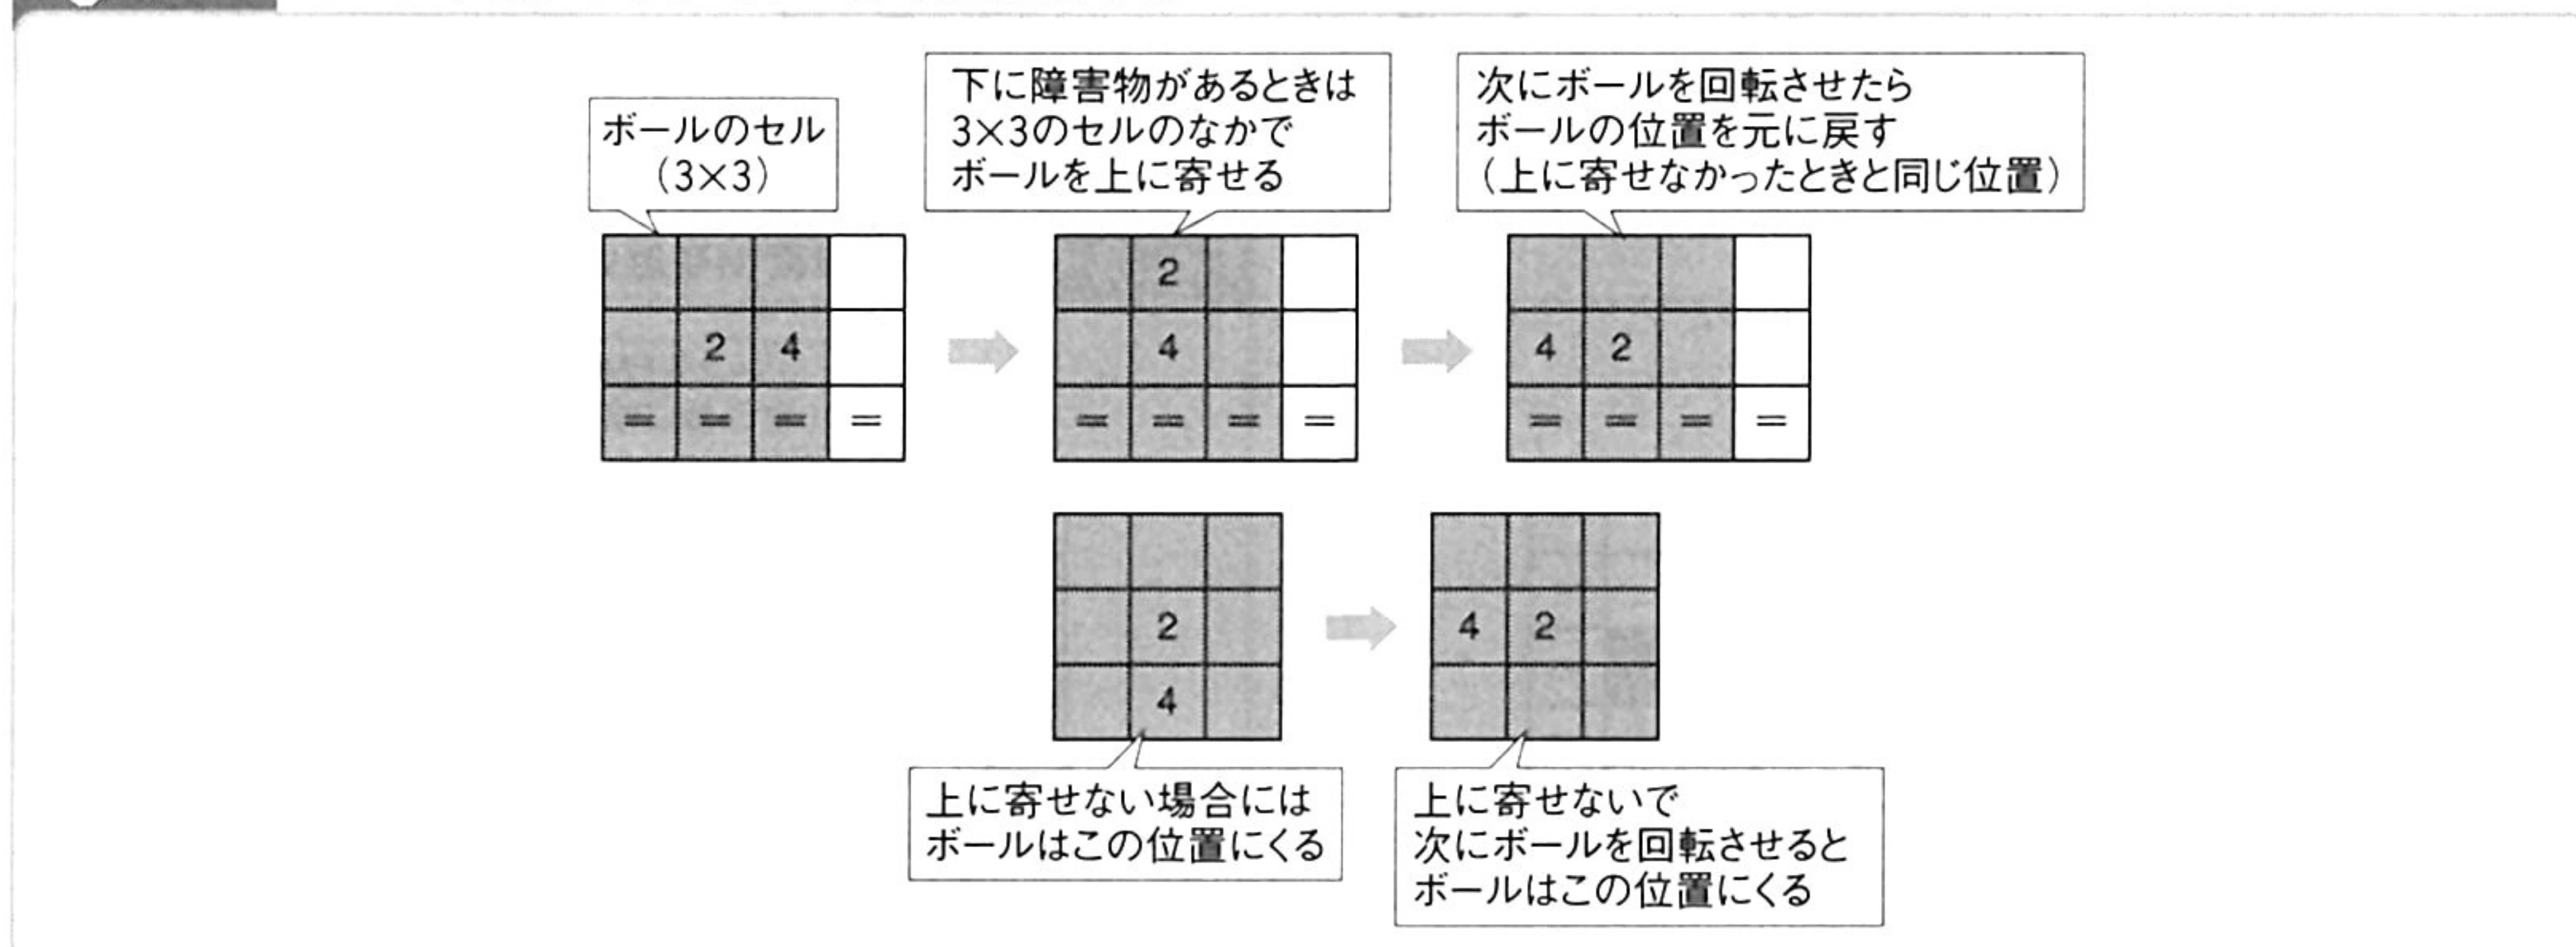 ボールのセル
（3×3）
下に障害物があるときは
3×3のセルのなかで
ボールを上に寄せる
次にボールを回転させたら
ボールの位置を元に戻す
（上に寄せなかったときと同じ位置）
2 4
= = = =
2
4
= = = =
4 2
= = = =
2
4
4 2
上に寄せない場合には
ボールはこの位置にくる
上に寄せないで
次にボールを回転させると
ボールはこの位置にくる